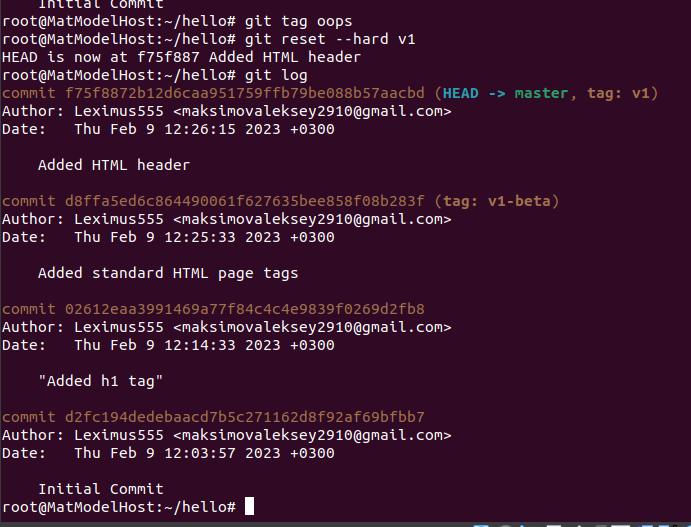 Initial Commit
root@MatModelHost:~/hello# git tag oops
root@MatModelHost:~/hello# git reset --hard v1
HEAD is now at f75f887 Added HTML header
root@MatModelHost:~/hello# git log
commit f75f8872b12d6caa951759ffb79be088b57aacbd (HEAD -> master, tag: v1)
Author: Leximus555 <maksimovaleksey2910@gmail.com>
Date:   Thu Feb 9 12:26:15 2023 +0300
Added HTML header
commit d8ffa5ed6c864490061f627635bee858f08b283f (tag: v1-beta)
Author: Leximus555 <maksimovaleksey2910@gmail.com>
Date:   Thu Feb 9 12:25:33 2023 +0300
Added standard HTML page tags
commit 02612eaa3991469a77f84c4c4e9839f0269d2fb8
Author: Leximus555 <maksimovaleksey2910@gmail.com>
Date:   Thu Feb 9 12:14:33 2023 +0300
"Added h1 tag"
commit d2fc194dedebaacd7b5c271162d8f92af69bfbb7
Author: Leximus555 <maksimovaleksey2910@gmail.com>
Date:   Thu Feb 9 12:03:57 2023 +0300
Initial Commit
root@MatModelHost:~/hello#